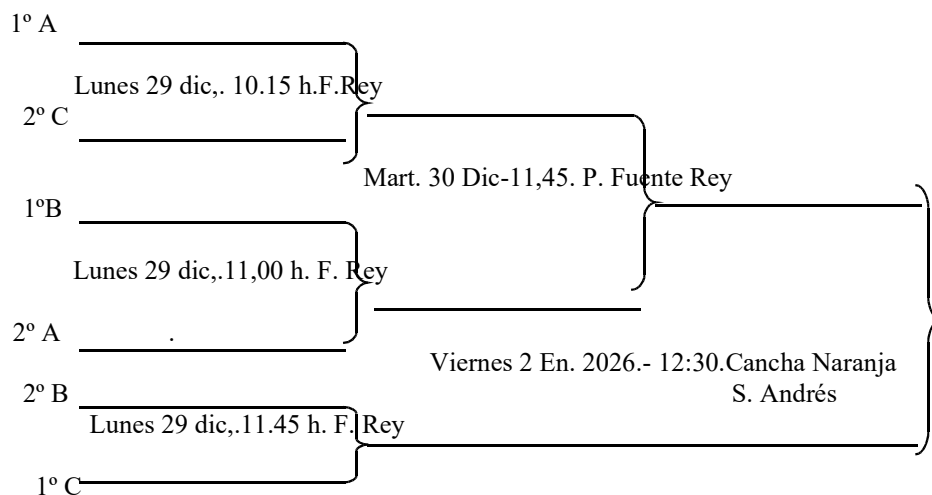 1º A
Lunes 29 dic,. 10.15 h.F.Rey
2º C
Mart. 30 Dic-11,45. P. Fuente Rey
1ºB
Lunes 29 dic,.11,00 h. F. Rey
2º A .
Viernes 2 En. 2026.- 12:30.Cancha Naranja
S. Andrés
2º B
Lunes 29 dic,.11.45 h. F. Rey
1º C